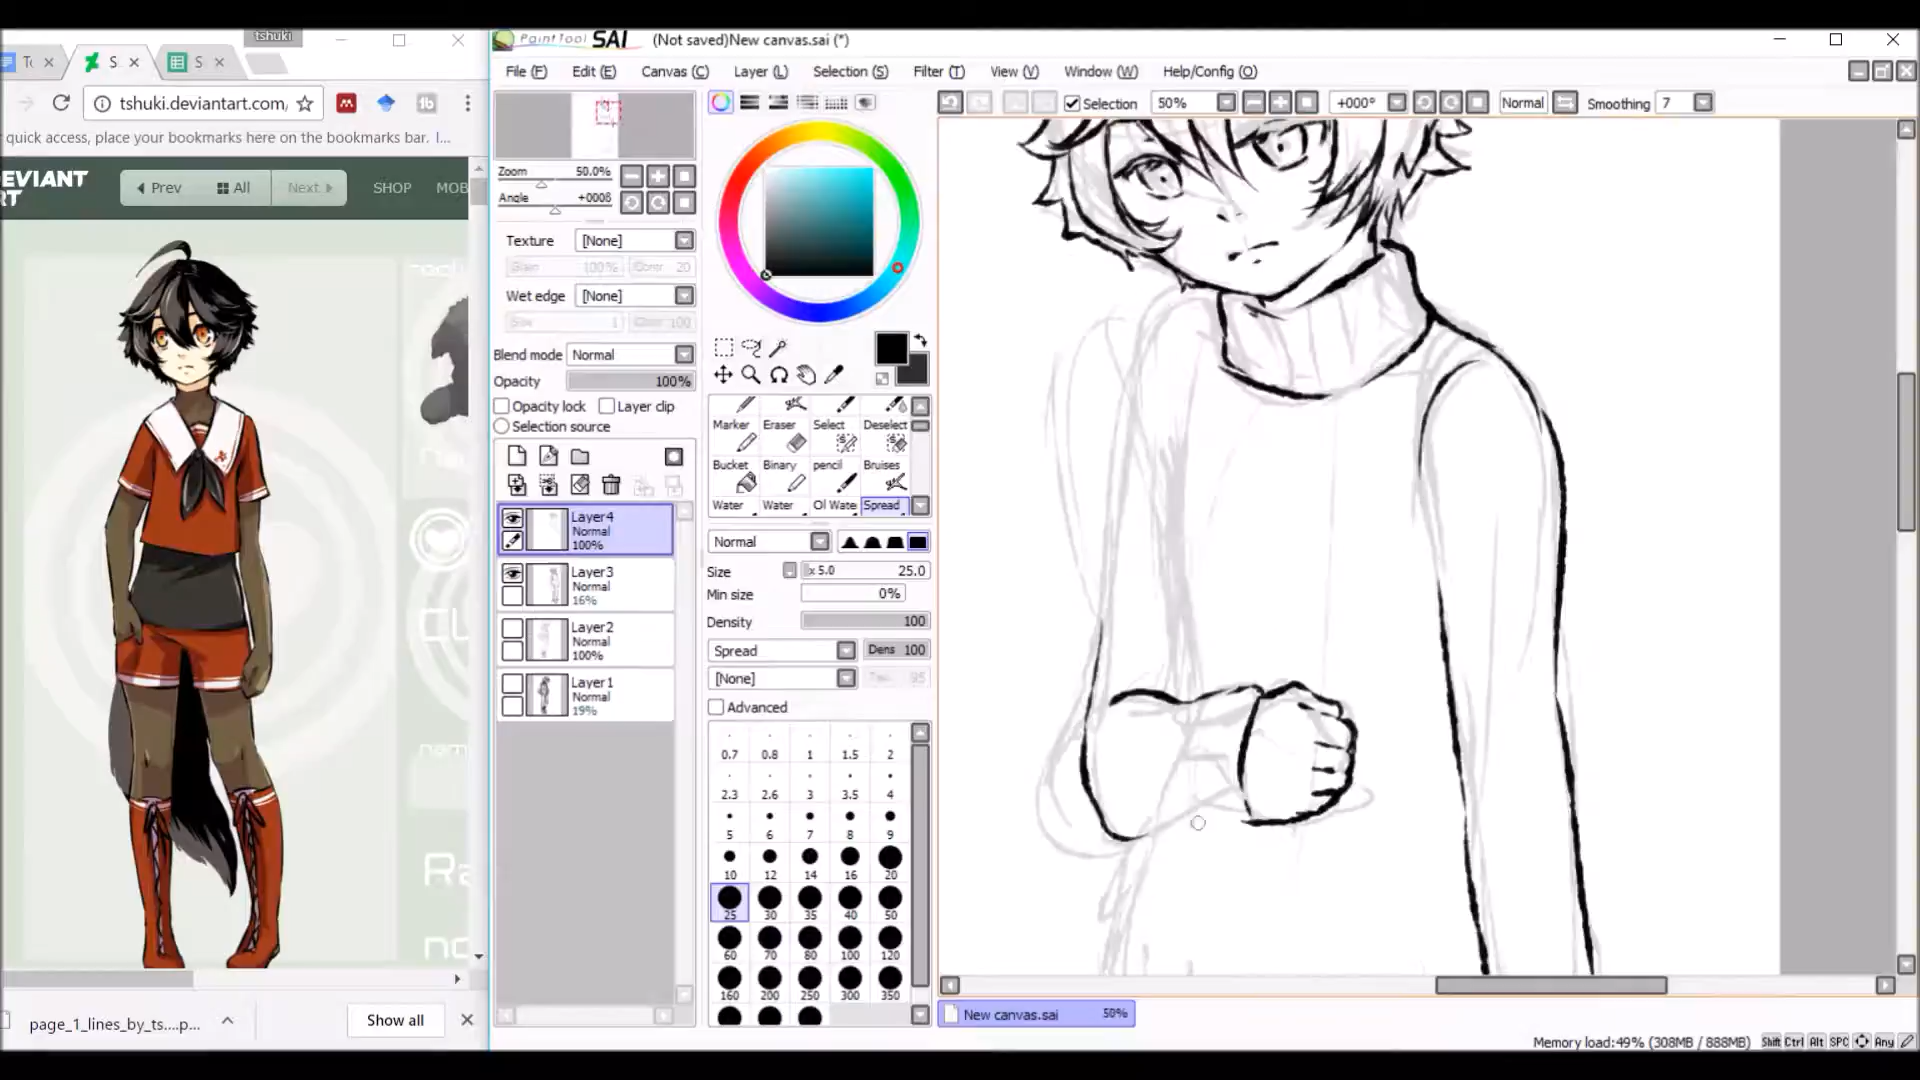 tshuki
T
S
S
tshuki.deviantart.com/
quick access, place your bookmarks here on the bookmarks bar. I...
EVIANT
RT
Prev
All
Next
SHOP
MOB
page_1_lines_by_ts....p...
Show all
PaintTool SAI
(Not saved)New canvas.sai (*)
File (F)
Edit (E)
Canvas (C)
Layer (L)
Selection (S)
Filter (T)
View (V)
Window (W)
Help/Config (O)
Selection
50%
+000°
Normal
Smoothing
7
Zoom
50.0%
Angle
+000ß
Texture
[None]
100%
20
Wet edge
[None]
1
100
Blend mode
Normal
Opacity
100%
Opacity lock
Layer clip
Selection source
Layer4
Normal
100%
Layer3
Normal
16%
Layer2
Normal
100%
Layer1
Normal
19%
Marker
Eraser
Select
Deselect
Bucket
Binary
pencil
Bruises
Water
Water
Ol Wate
Spread
Normal
Size
x 5.0
25.0
Min size
0%
Density
100
Spread
Dens 100
[None]
95
Advanced
0.7 0.8 1 1.5 2
2.3 2.6 3 3.5 4
5 6 7 8 9
10 12 14 16 20
25 30 35 40 50
60 70 80 100 120
160 200 250 300 350
New canvas.sai
50%
Memory load:49% (308MB / 888MB)
Shift Ctrl Alt SPC Any